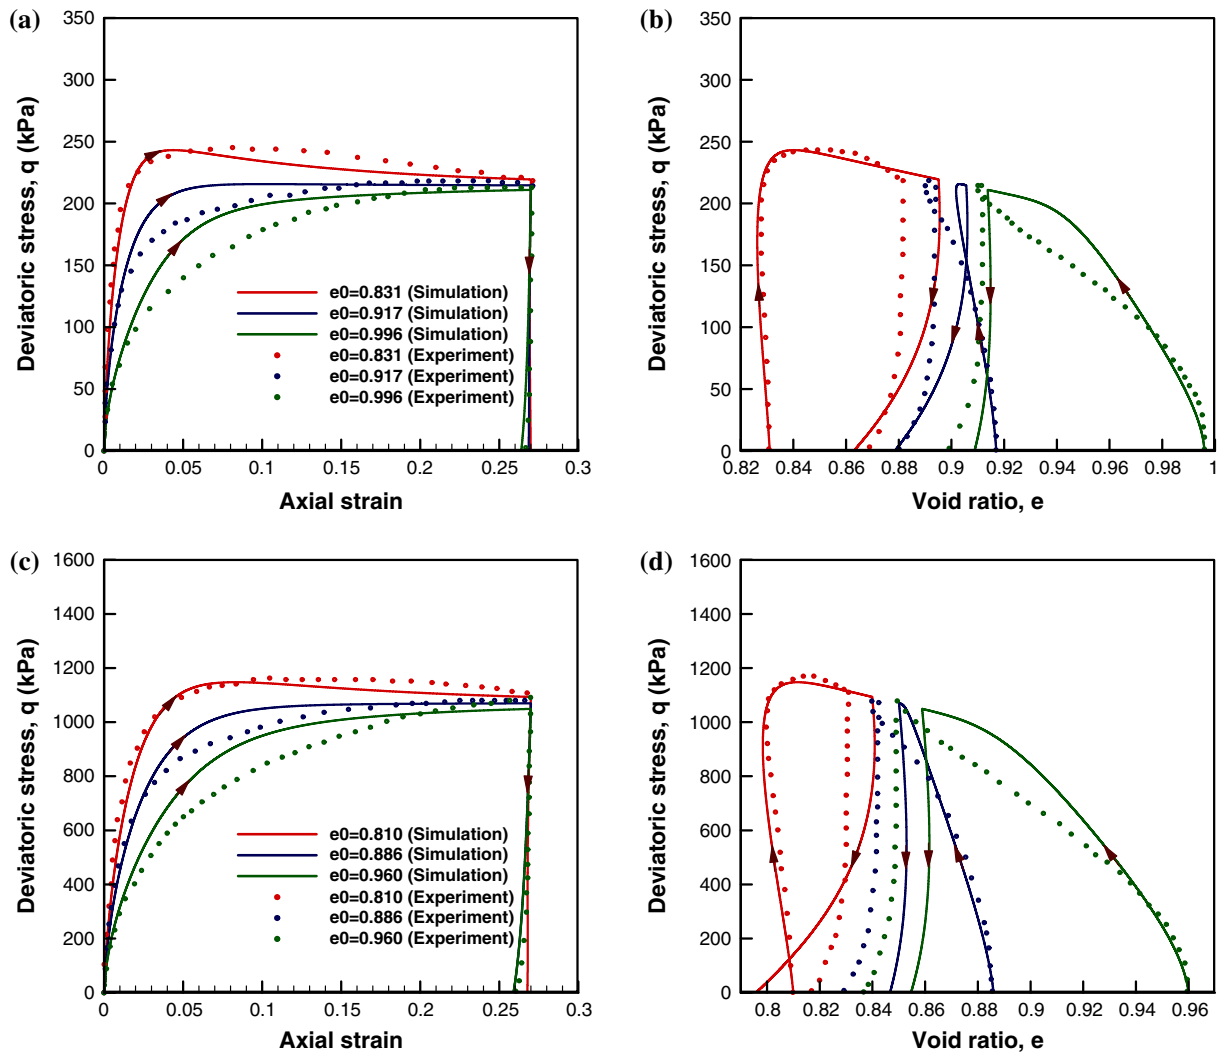 (a)
350
300
250
200
150
100
50
0
Deviatoric stress, q (kPa)
e0=0.831 (Simulation)
e0=0.917 (Simulation)
e0=0.996 (Simulation)
e0=0.831 (Experiment)
e0=0.917 (Experiment)
e0=0.996 (Experiment)
0 0.05 0.1 0.15 0.2 0.25 0.3
Axial strain
(b)
350
300
250
200
150
100
50
0
Deviatoric stress, q (kPa)
0.82 0.84 0.86 0.88 0.9 0.92 0.94 0.96 0.98 1
Void ratio, e
(c)
1600
1400
1200
1000
800
600
400
200
0
Deviatoric stress, q (kPa)
e0=0.810 (Simulation)
e0=0.886 (Simulation)
e0=0.960 (Simulation)
e0=0.810 (Experiment)
e0=0.886 (Experiment)
e0=0.960 (Experiment)
0 0.05 0.1 0.15 0.2 0.25 0.3
Axial strain
(d)
1600
1400
1200
1000
800
600
400
200
0
Deviatoric stress, q (kPa)
0.8 0.82 0.84 0.86 0.88 0.9 0.92 0.94 0.96
Void ratio, e